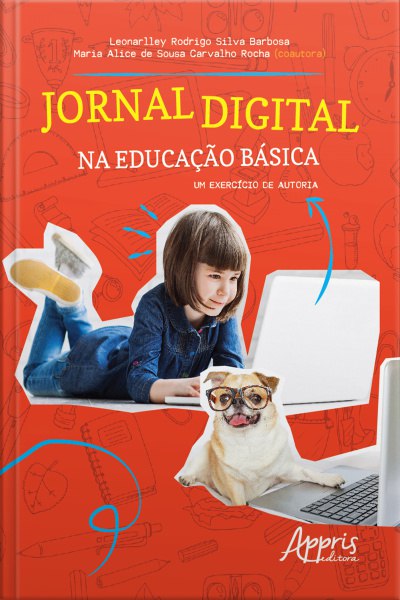 Leonarlley Rodrigo Silva Barbosa
Maria Alice de Sousa Carvalho Rocha (coautora)
JORNAL DIGITAL
NA EDUCAÇÃO BÁSICA
UM EXERCÍCIO DE AUTORIA
Appris
editora